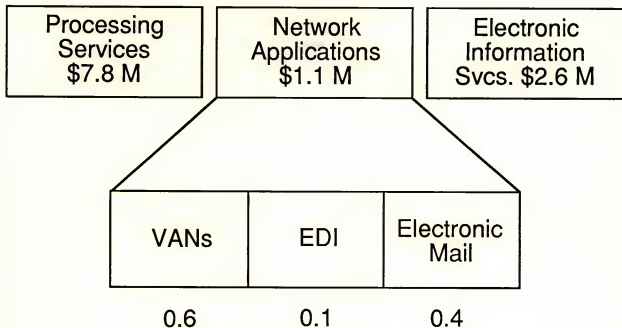 Processing
Services
$7.8 M
Network
Applications
$1.1 M
Electronic
Information
Svcs. $2.6 M
VANs
EDI
Electronic
Mail
0.6
0.1
0.4